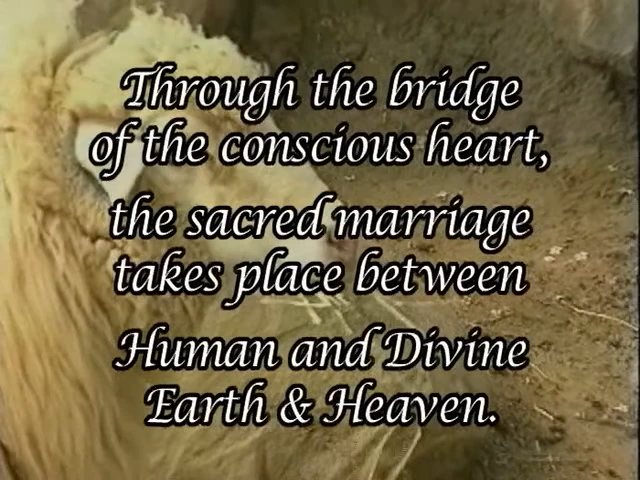 Through the bridge
of the conscious heart,
the sacred marriage
takes place between
Human and Divine
Earth & Heaven.